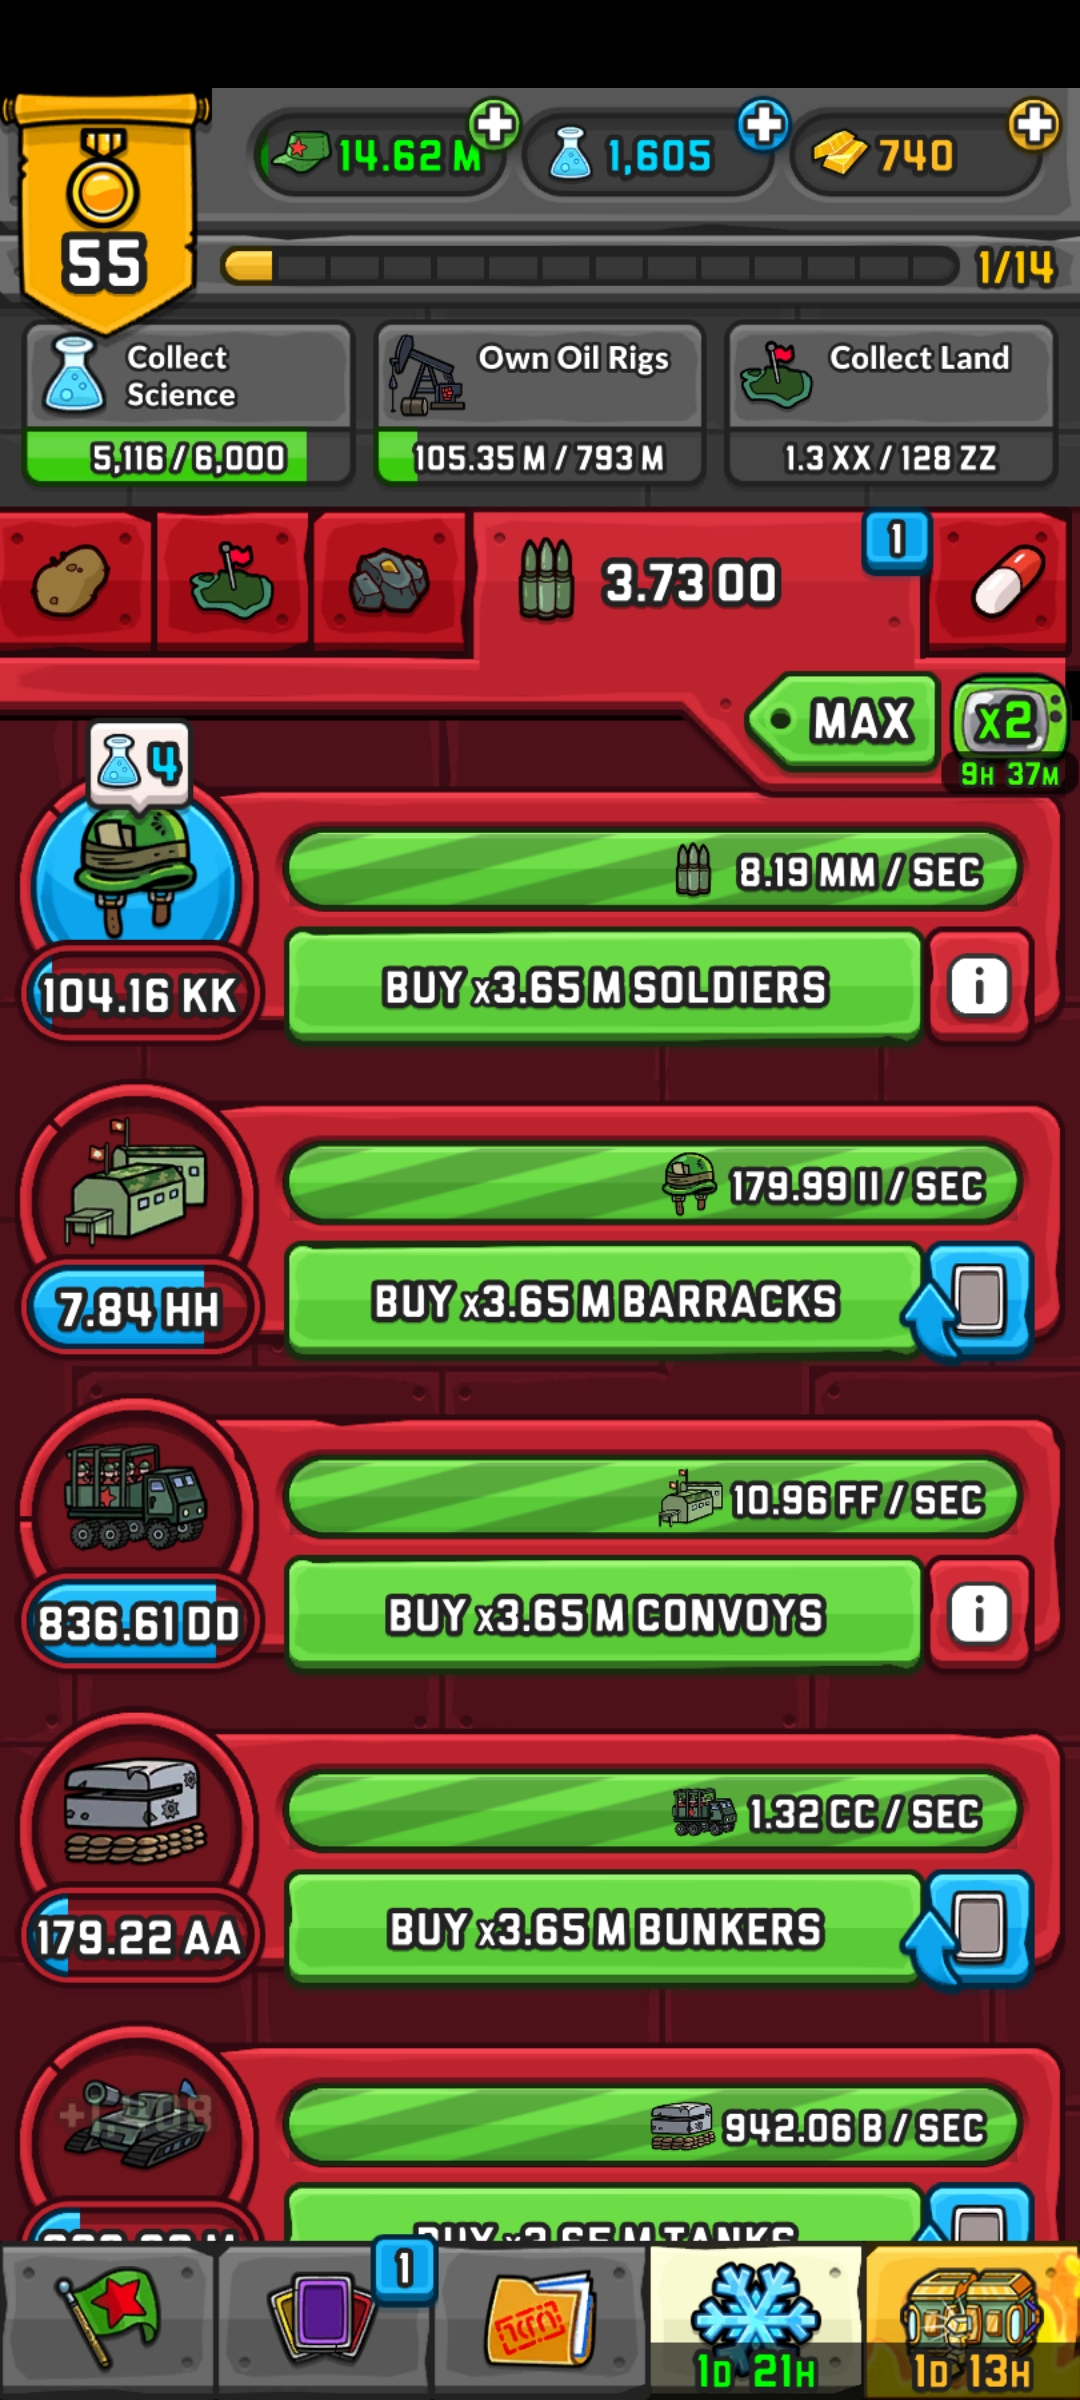 55
14.62 M
1,605
740
1/14
Collect
Science
5,116 / 6,000
Own Oil Rigs
105.35 M / 793 M
Collect Land
1.3 XX / 128 ZZ
3.73 OO
1
MAX
x2
9H 37M
4
8.19 MM / SEC
104.16 KK
BUY x3.65 M SOLDIERS
i
179.99 II / SEC
7.84 HH
BUY x3.65 M BARRACKS
10.96 FF / SEC
836.61 DD
BUY x3.65 M CONVOYS
i
1.32 CC / SEC
179.22 AA
BUY x3.65 M BUNKERS
942.06 B / SEC
BUY x3.65 M TANKS
1
1D 21H
1D 13H